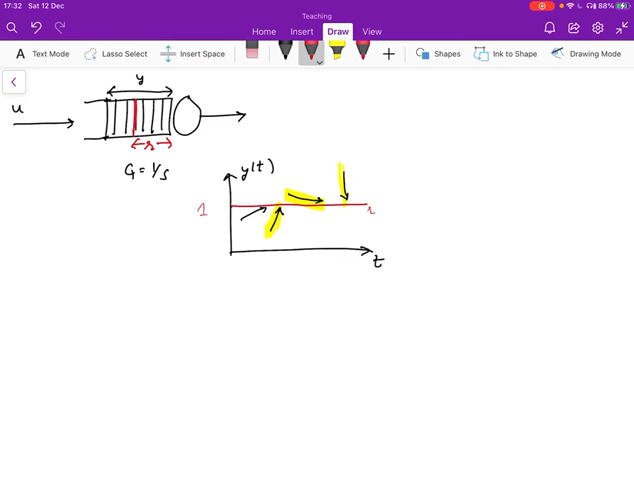 17:32 Sat 12 Dec
88%
Teaching
Home Insert Draw View
A Text Mode Lasso Select Insert Space Shapes Ink to Shape Drawing Mode
y
u
r
G = 1/s
y(t)
1
r
t